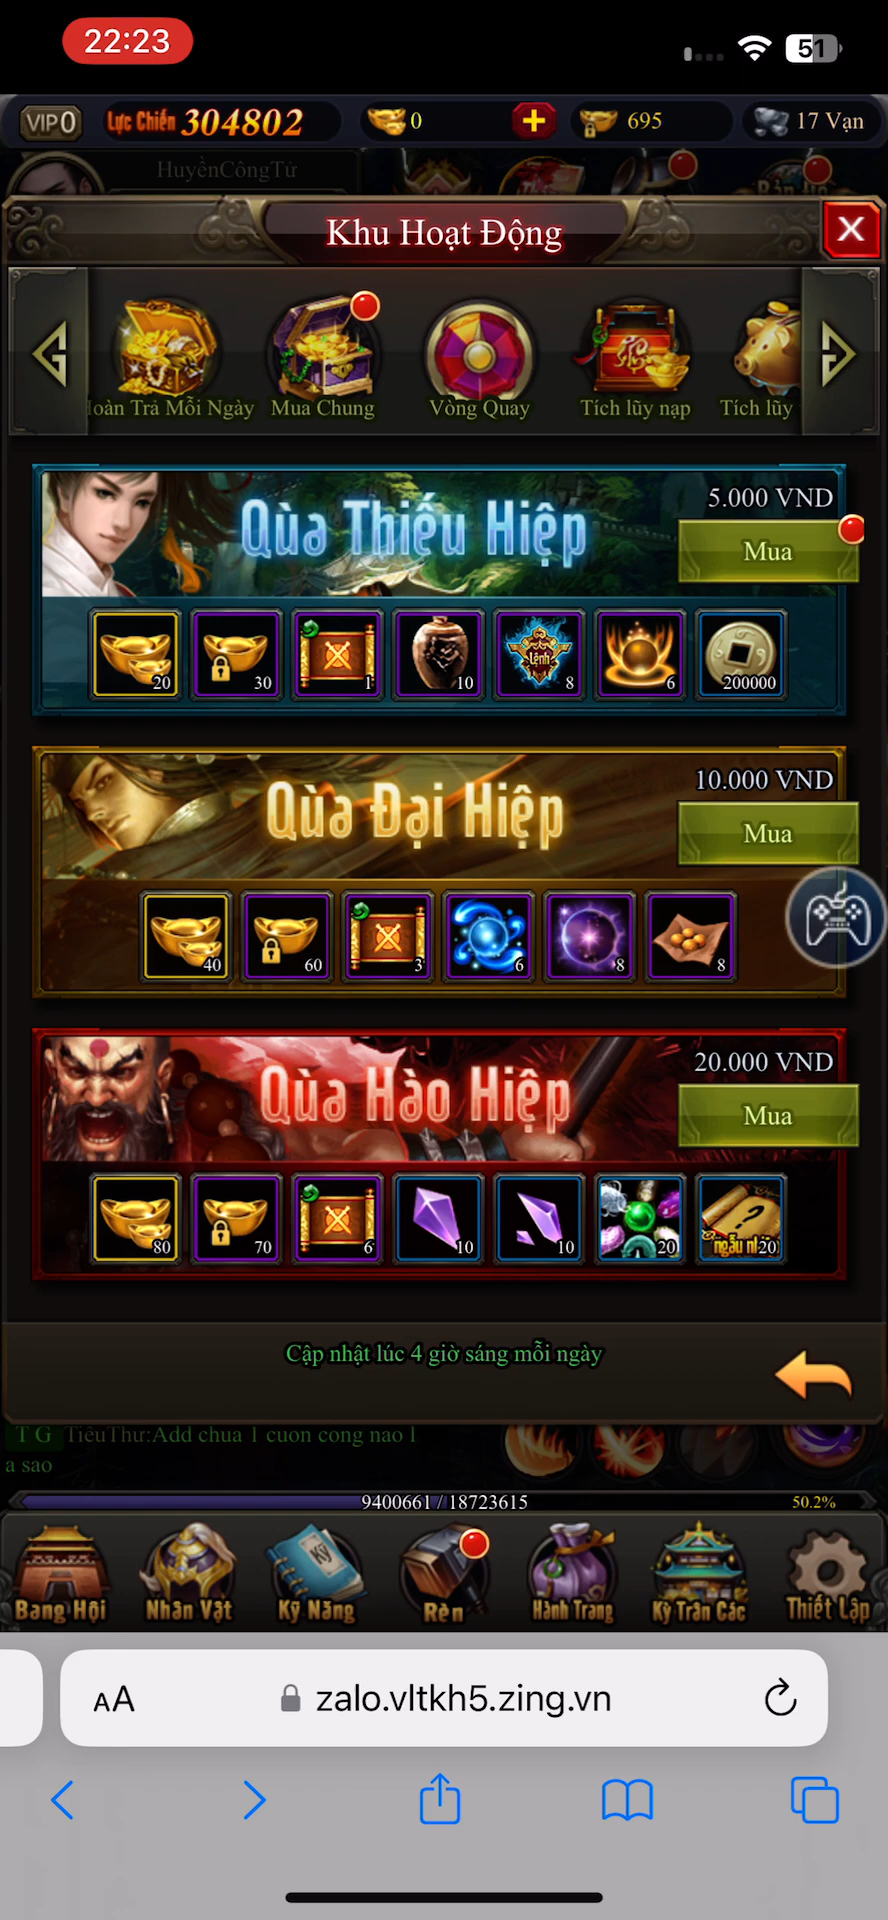 22:23
51
VIP0
Lực Chiến 304802
0
695
17 Vạn
HuyềnCôngTử
Khu Hoạt Động
X
Hoàn Trả Mỗi Ngày
Mua Chung
Vòng Quay
Tích lũy nạp
Tích lũy
Qùa Thiếu Hiệp
5.000 VND
Mua
20
30
1
10
Lệnh
8
6
200000
Qùa Đại Hiệp
10.000 VND
Mua
40
60
3
6
8
8
Qùa Hào Hiệp
20.000 VND
Mua
80
70
6
10
10
20
?
20
Cập nhật lúc 4 giờ sáng mỗi ngày
T G TiêuThư:Add chua 1 cuon cong nao l
a sao
9400661 / 18723615
50.2%
Bang Hội
Nhân Vật
Kỹ Năng
Rèn
Hành Trang
Kỳ Trân Các
Thiết Lập
AA
zalo.vltkh5.zing.vn